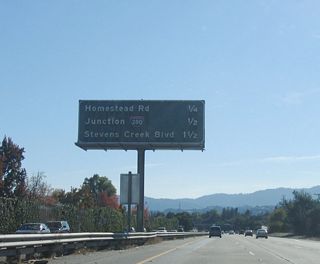 Homestead Rd 1/4
Junction 280 1/2
Stevens Creek Blvd 1 1/2